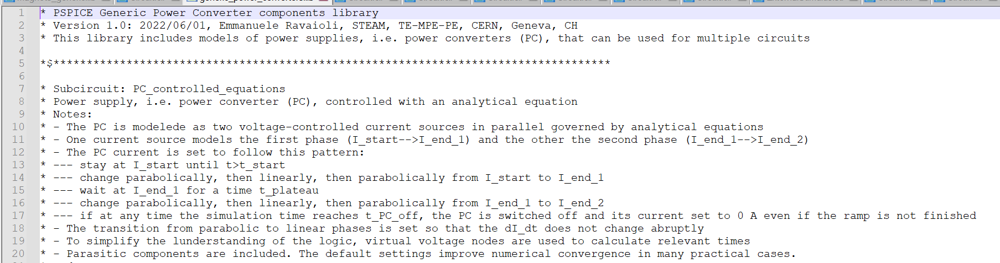 1 * PSPICE Generic Power Converter components library
2 * Version 1.0: 2022/06/01, Emmanuele Ravaioli, STEAM, TE-MPE-PE, CERN, Geneva, CH
3 * This library includes models of power supplies, i.e. power converters (PC), that can be used for multiple circuits
4
5 *$************************************************************************************
6
7 * Subcircuit: PC_controlled_equations
8 * Power supply, i.e. power converter (PC), controlled with an analytical equation
9 * Notes:
10 * - The PC is modelede as two voltage-controlled current sources in parallel governed by analytical equations
11 * - One current source models the first phase (I_start-->I_end_1) and the other the second phase (I_end_1-->I_end_2)
12 * - The PC current is set to follow this pattern:
13 * --- stay at I_start until t>t_start
14 * --- change parabolically, then linearly, then parabolically from I_start to I_end_1
15 * --- wait at I_end_1 for a time t_plateau
16 * --- change parabolically, then linearly, then parabolically from I_end_1 to I_end_2
17 * --- if at any time the simulation time reaches t_PC_off, the PC is switched off and its current set to 0 A even if the ramp is not finished
18 * - The transition from parabolic to linear phases is set so that the dI_dt does not change abruptly
19 * - To simplify the lunderstanding of the logic, virtual voltage nodes are used to calculate relevant times
20 * - Parasitic components are included. The default settings improve numerical convergence in many practical cases.